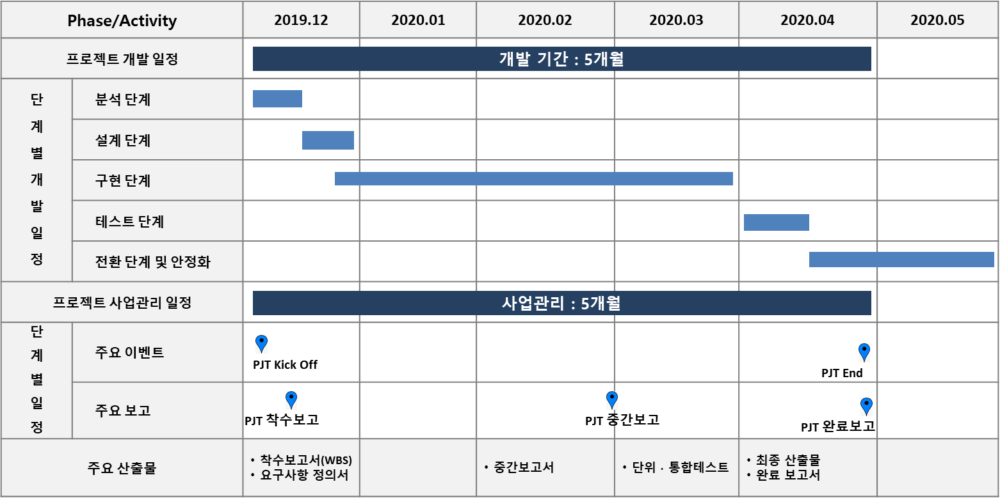 Phase/Activity
2019.12
2020.01
2020.02
2020.03
2020.04
2020.05
프로젝트 개발 일정
개발 기간 : 5개월
단계별개발일정
분석 단계
설계 단계
구현 단계
테스트 단계
전환 단계 및 안정화
프로젝트 사업관리 일정
사업관리 : 5개월
단계별일정
주요 이벤트
PJT Kick Off
PJT End
주요 보고
PJT 착수보고
PJT 중간보고
PJT 완료보고
주요 산출물
• 착수보고서(WBS)
• 요구사항 정의서
• 중간보고서
• 단위 · 통합테스트
• 최종 산출물
• 완료 보고서